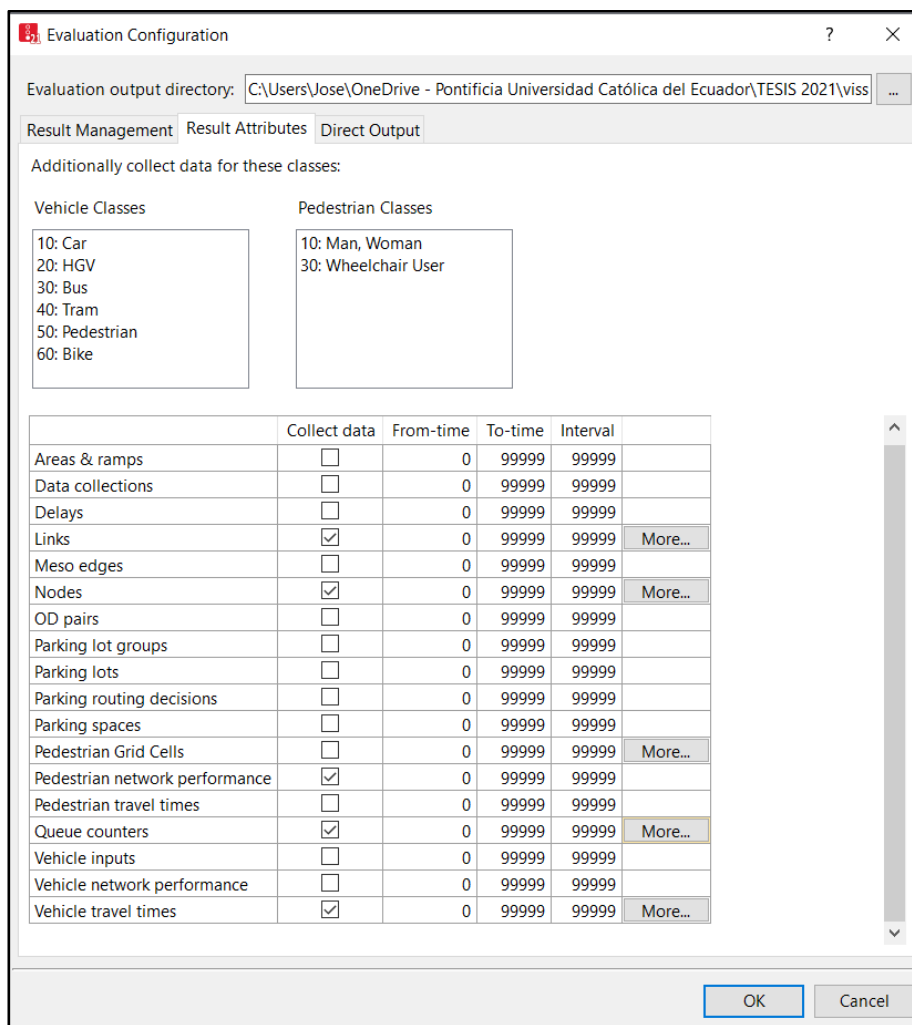 Evaluation Configuration ?
Evaluation output directory: C:\Users\Jose\OneDrive - Pontificia Universidad Católica del Ecuador\TESIS 2021\viss ...
Result Management Result Attributes Direct Output
Additionally collect data for these classes:
Vehicle Classes Pedestrian Classes
10: Car 10: Man, Woman
20: HGV 30: Wheelchair User
30: Bus
40: Tram
50: Pedestrian
60: Bike
Collect data From-time To-time Interval
Areas & ramps 0 99999 99999
Data collections 0 99999 99999
Delays 0 99999 99999
Links 0 99999 99999 More...
Meso edges 0 99999 99999
Nodes 0 99999 99999 More...
OD pairs 0 99999 99999
Parking lot groups 0 99999 99999
Parking lots 0 99999 99999
Parking routing decisions 0 99999 99999
Parking spaces 0 99999 99999
Pedestrian Grid Cells 0 99999 99999 More...
Pedestrian network performance 0 99999 99999
Pedestrian travel times 0 99999 99999
Queue counters 0 99999 99999 More...
Vehicle inputs 0 99999 99999
Vehicle network performance 0 99999 99999
Vehicle travel times 0 99999 99999 More...
OK Cancel